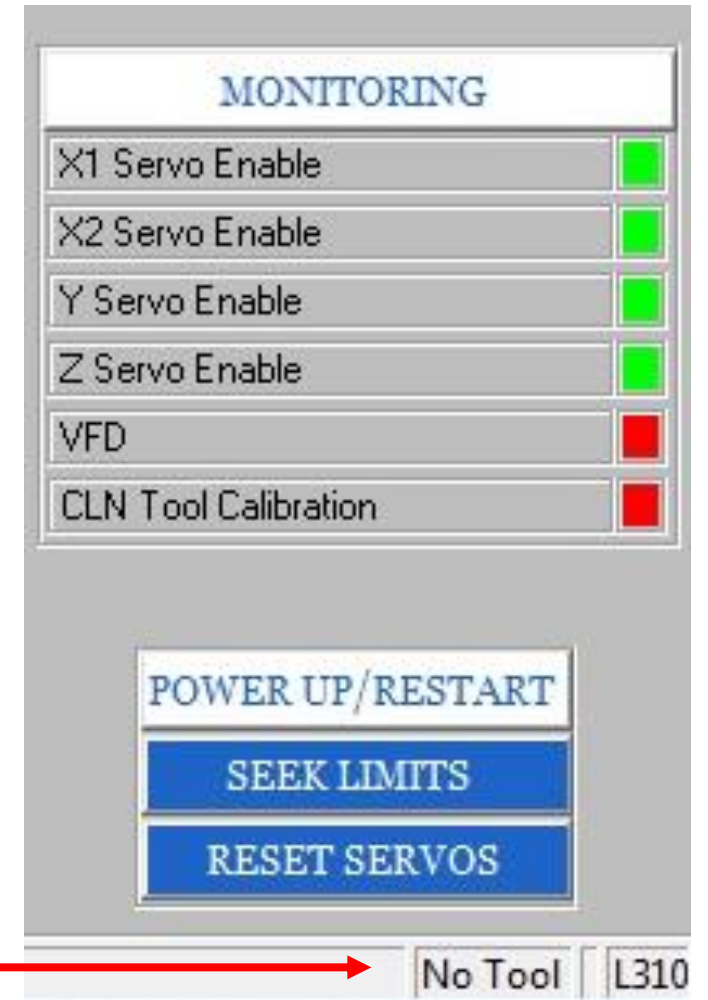 MONITORING
X1 Servo Enable
X2 Servo Enable
Y Servo Enable
Z Servo Enable
VFD
CLN Tool Calibration
POWER UP/RESTART
SEEK LIMITS
RESET SERVOS
No Tool L310